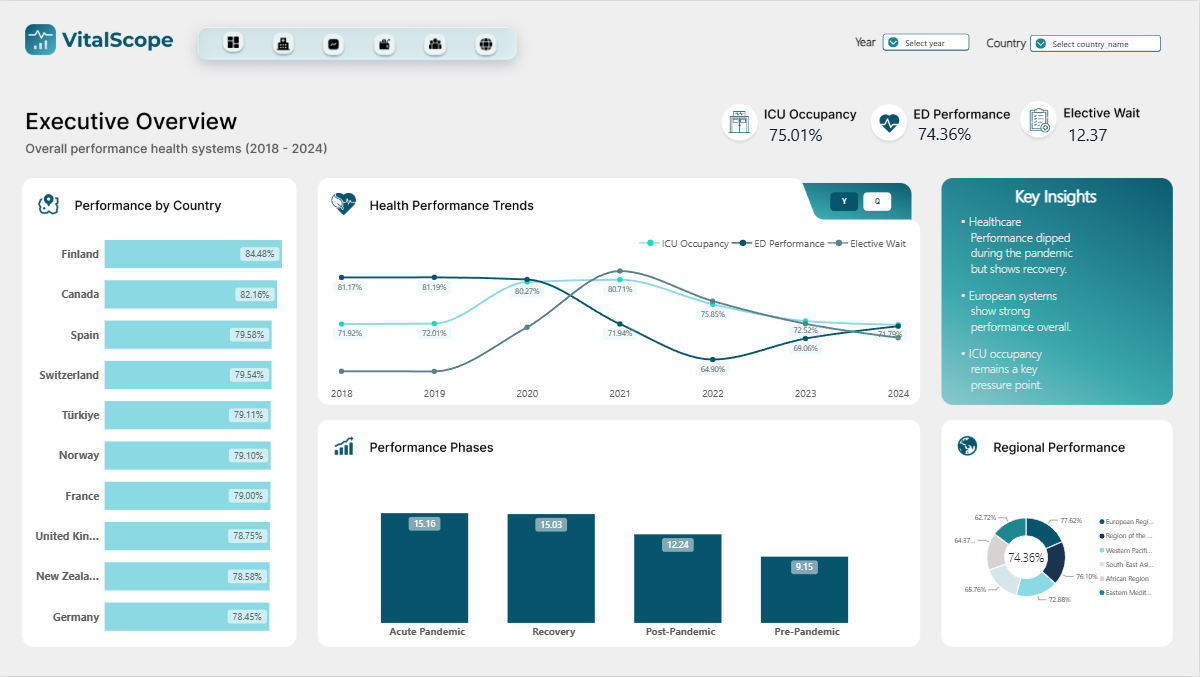 VitalScope
Year
Select year
Country
Select country_name
Executive Overview
Overall performance health systems (2018 - 2024)
ICU Occupancy
75.01%
ED Performance
74.36%
Elective Wait
12.37
Performance by Country
Finland
84.48%
Canada
82.16%
Spain
79.58%
Switzerland
79.54%
Türkiye
79.11%
Norway
79.10%
France
79.00%
United Kin...
78.75%
New Zeala...
78.58%
Germany
78.45%
Health Performance Trends
Y
Q
ICU Occupancy
ED Performance
Elective Wait
81.17%
81.19%
80.27%
80.71%
75.85%
71.92%
72.01%
71.94%
72.52%
71.79%
69.06%
64.90%
2018
2019
2020
2021
2022
2023
2024
Key Insights
• Healthcare
Performance dipped
during the pandemic
but shows recovery.
• European systems
show strong
performance overall.
• ICU occupancy
remains a key
pressure point.
Performance Phases
15.16
15.03
12.24
9.15
Acute Pandemic
Recovery
Post-Pandemic
Pre-Pandemic
Regional Performance
62.72%
77.62%
64.37...
74.36%
76.10%
65.76%
72.88%
European Regi...
Region of the ...
Western Pacifi...
South-East Asi...
African Region
Eastern Medit...